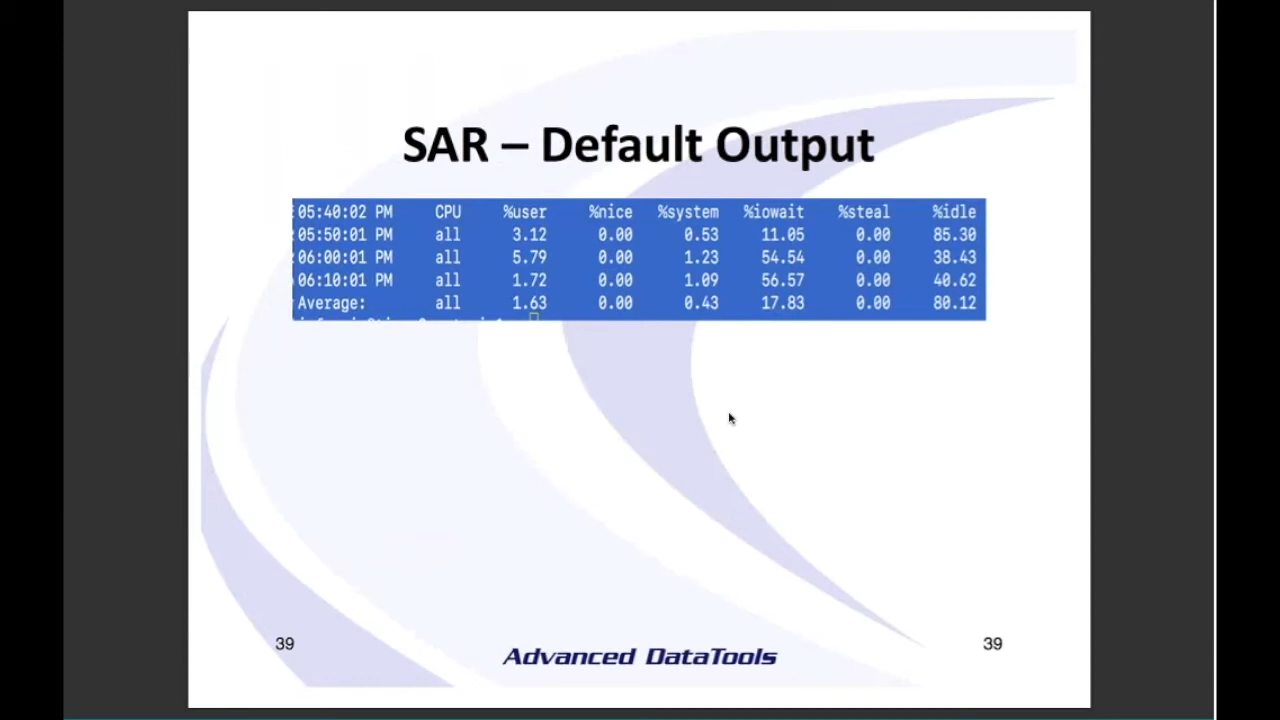 SAR – Default Output
05:40:02 PM CPU %user %nice %system %iowait %steal %idle
05:50:01 PM all 3.12 0.00 0.53 11.05 0.00 85.30
06:00:01 PM all 5.79 0.00 1.23 54.54 0.00 38.43
06:10:01 PM all 1.72 0.00 1.09 56.57 0.00 40.62
Average: all 1.63 0.00 0.43 17.83 0.00 80.12
39
Advanced DataTools
39